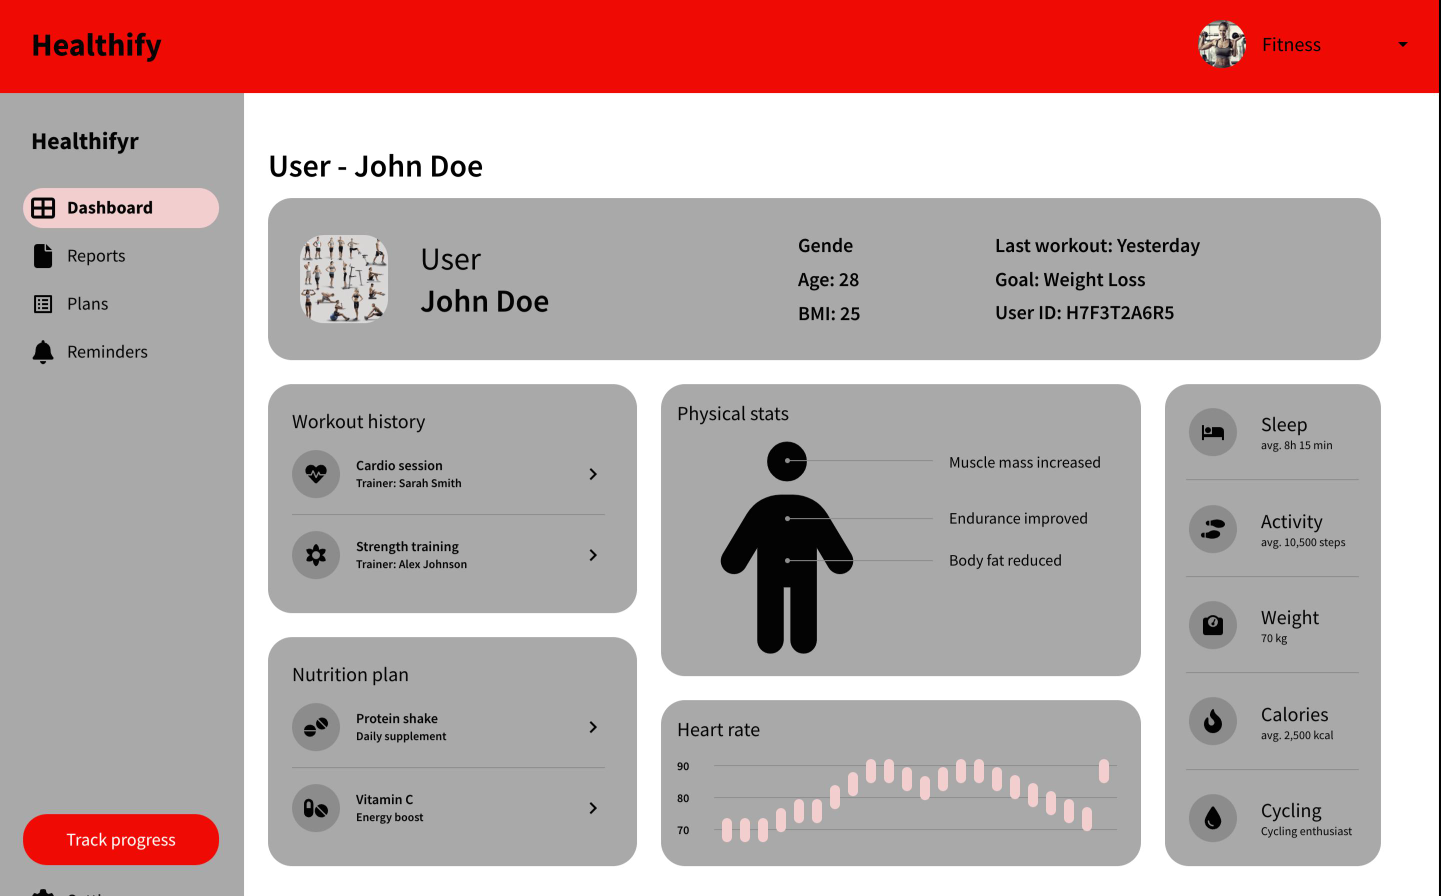 Healthify
Fitness
Healthifyr
Dashboard
Reports
Plans
Reminders
Track progress
User - John Doe
User
John Doe
Gende
Age: 28
BMI: 25
Last workout: Yesterday
Goal: Weight Loss
User ID: H7F3T2A6R5
Workout history
Cardio session
Trainer: Sarah Smith
Strength training
Trainer: Alex Johnson
Nutrition plan
Protein shake
Daily supplement
Vitamin C
Energy boost
Physical stats
Muscle mass increased
Endurance improved
Body fat reduced
Heart rate
90
80
70
Sleep
avg. 8h 15 min
Activity
avg. 10,500 steps
Weight
70 kg
Calories
avg. 2,500 kcal
Cycling
Cycling enthusiast